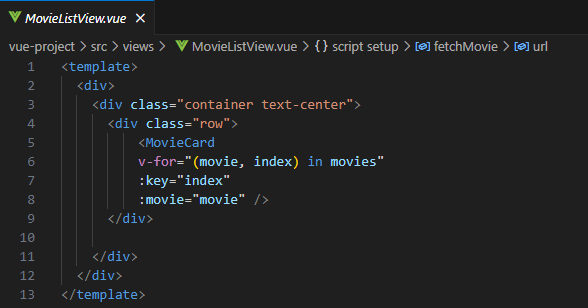 MovieListView.vue ×
vue-project > src > views > MovieListView.vue > {} script setup > fetchMovie > url
1 <template>
2 <div>
3 <div class="container text-center">
4 <div class="row">
5 <MovieCard
6 v-for="(movie, index) in movies"
7 :key="index"
8 :movie="movie" />
9 </div>
10
11 </div>
12 </div>
13 </template>